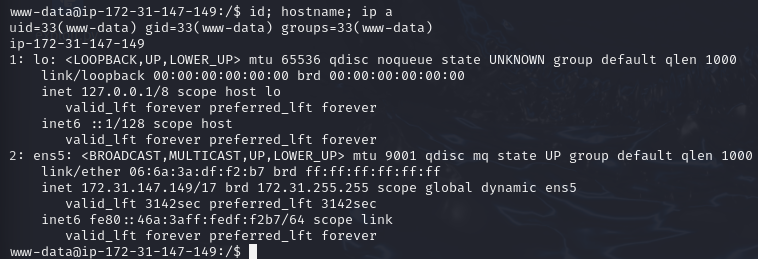 www-data@ip-172-31-147-149:/$ id; hostname; ip a
uid=33(www-data) gid=33(www-data) groups=33(www-data)
ip-172-31-147-149
1: lo: <LOOPBACK,UP,LOWER_UP> mtu 65536 qdisc noqueue state UNKNOWN group default qlen 1000
    link/loopback 00:00:00:00:00:00 brd 00:00:00:00:00:00
    inet 127.0.0.1/8 scope host lo
       valid_lft forever preferred_lft forever
    inet6 ::1/128 scope host
       valid_lft forever preferred_lft forever
2: ens5: <BROADCAST,MULTICAST,UP,LOWER_UP> mtu 9001 qdisc mq state UP group default qlen 1000
    link/ether 06:6a:3a:df:f2:b7 brd ff:ff:ff:ff:ff:ff
    inet 172.31.147.149/17 brd 172.31.255.255 scope global dynamic ens5
       valid_lft 3142sec preferred_lft 3142sec
    inet6 fe80::46a:3aff:fedf:f2b7/64 scope link
       valid_lft forever preferred_lft forever
www-data@ip-172-31-147-149:/$